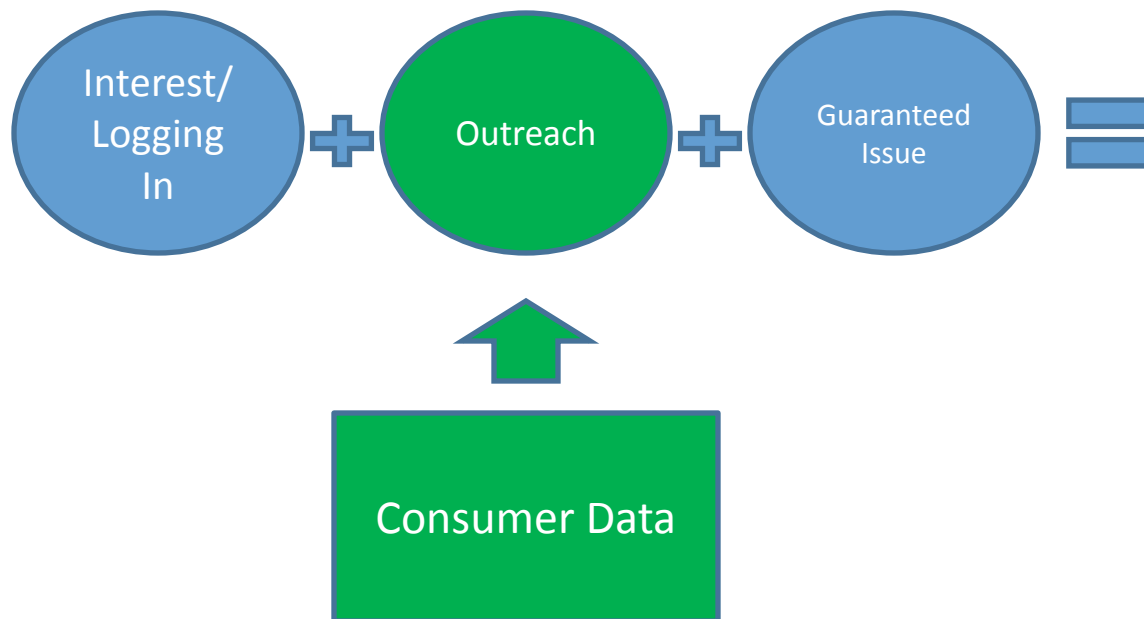 Interest/
Logging
In
Outreach
Guaranteed
Issue
Consumer Data